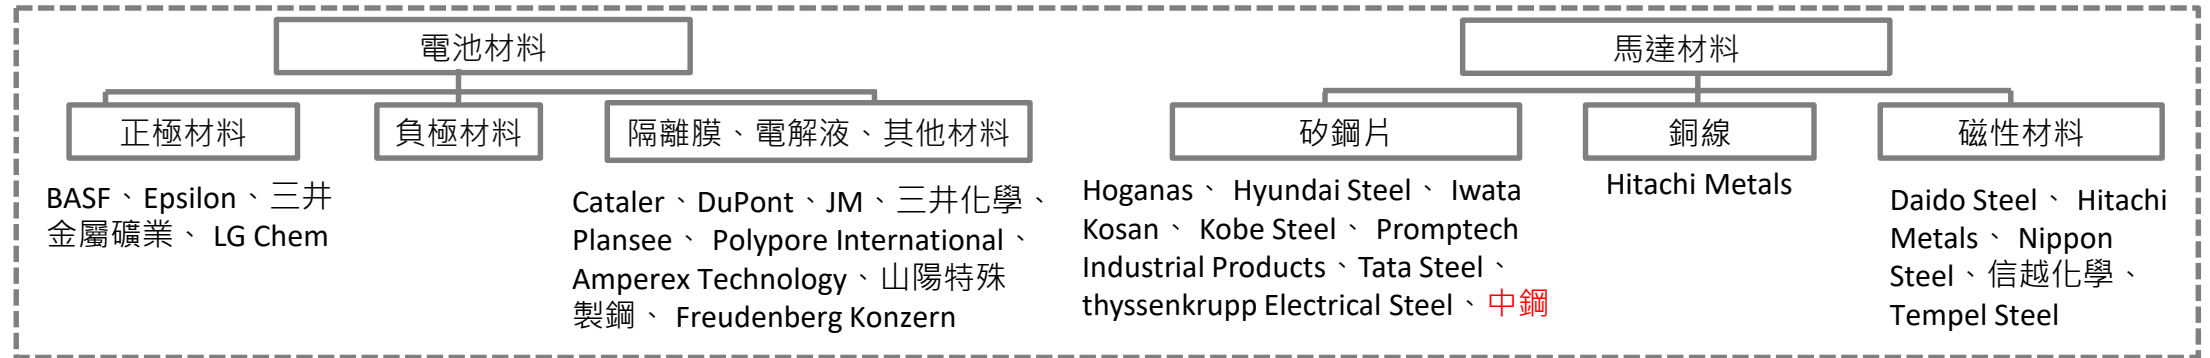 電池材料
正極材料
負極材料
隔離膜、電解液、其他材料
BASF、Epsilon、三井
金屬礦業、 LG Chem
Cataler、DuPont、JM、三井化學、
Plansee、 Polypore International、
Amperex Technology、山陽特殊
製鋼、 Freudenberg Konzern
馬達材料
矽鋼片
銅線
磁性材料
Hoganas、 Hyundai Steel、 Iwata
Kosan、 Kobe Steel、 Promptech
Industrial Products、Tata Steel、
thyssenkrupp Electrical Steel、中鋼
Hitachi Metals
Daido Steel、 Hitachi
Metals、 Nippon
Steel、信越化學、
Tempel Steel